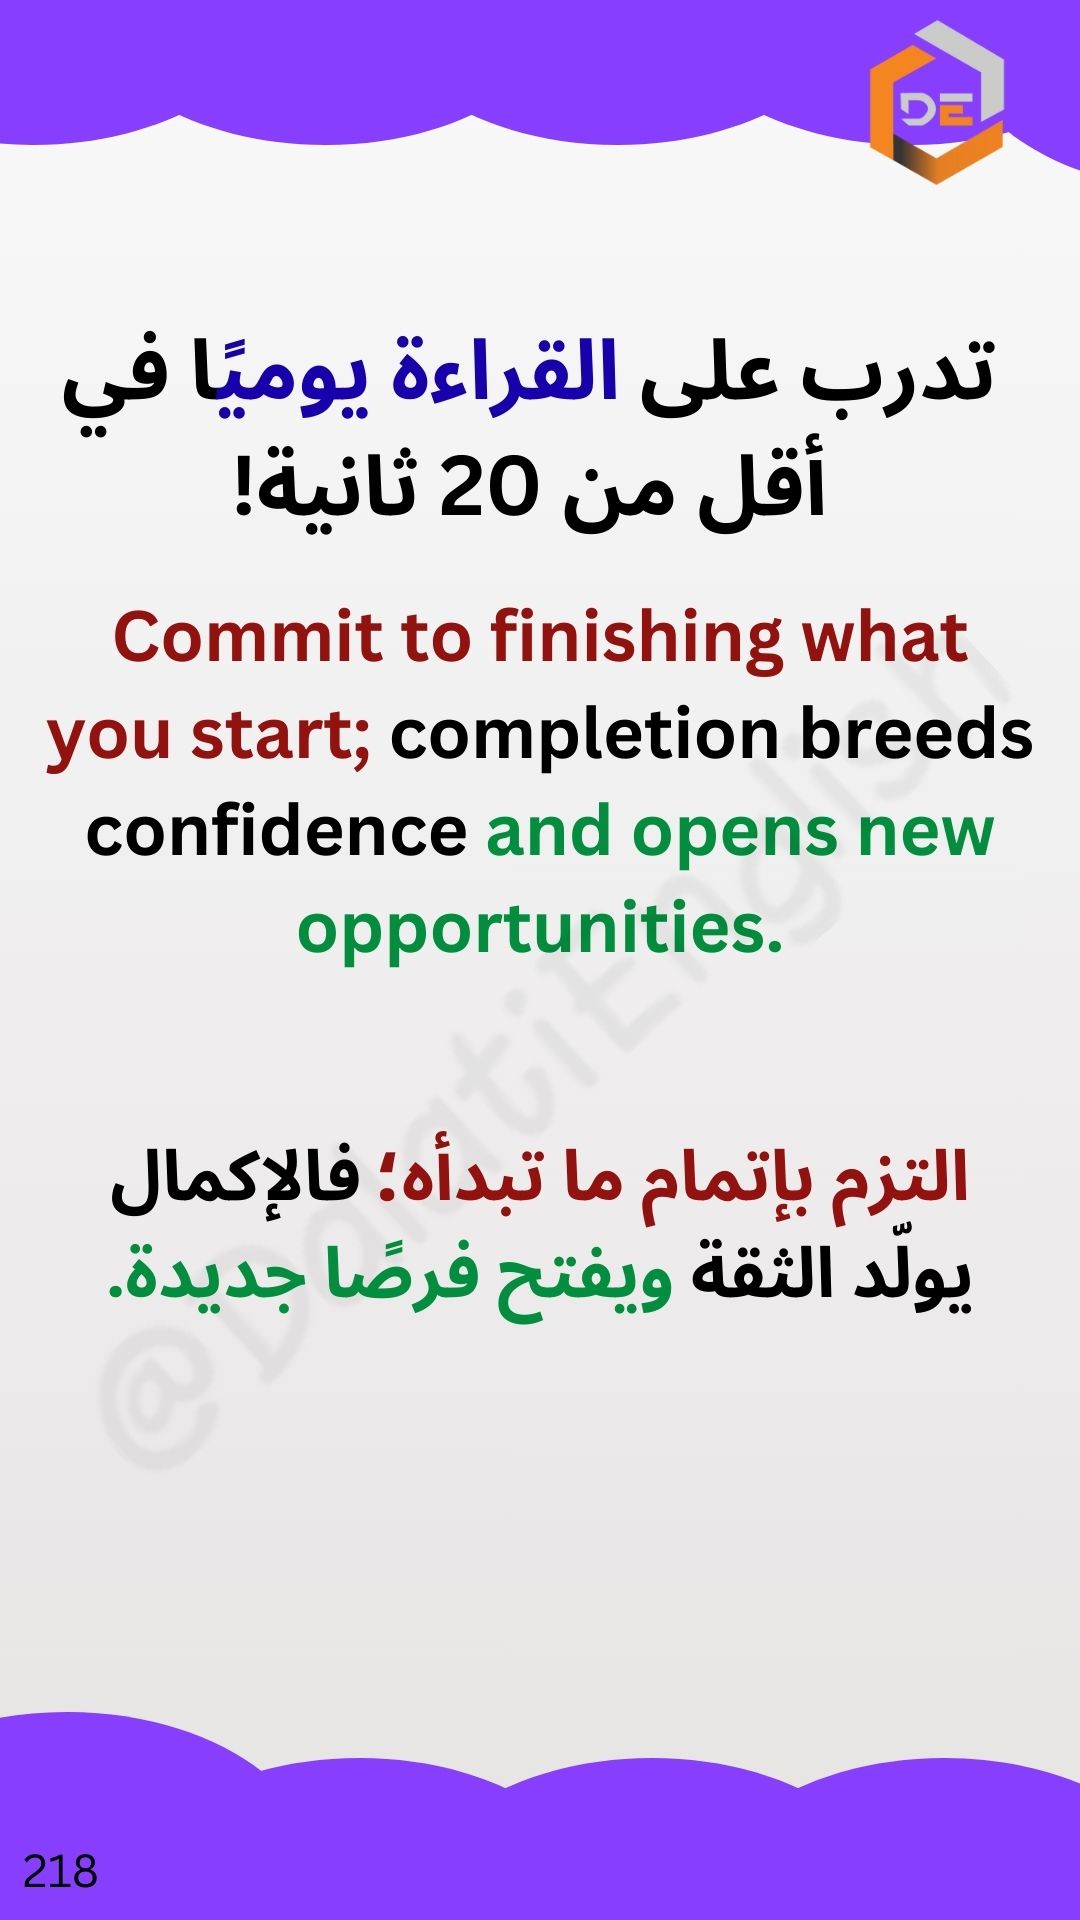 DE
تدرب على القراءة يوميًا في
أقل من 20 ثانية!
Commit to finishing what
you start; completion breeds
confidence and opens new
opportunities.
التزم بإتمام ما تبدأه؛ فالإكمال
يولّد الثقة ويفتح فرصًا جديدة.
@DalatiEnglish
218